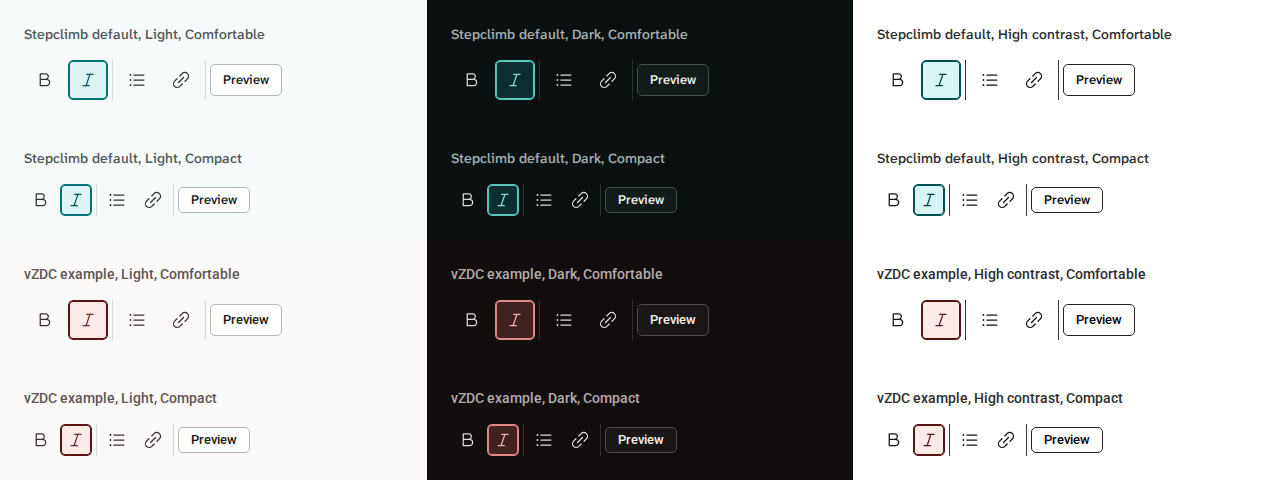 Stepclimb default, Light, Comfortable
B I Preview
Stepclimb default, Dark, Comfortable
B I Preview
Stepclimb default, High contrast, Comfortable
B I Preview
Stepclimb default, Light, Compact
B I Preview
Stepclimb default, Dark, Compact
B I Preview
Stepclimb default, High contrast, Compact
B I Preview
vZDC example, Light, Comfortable
B I Preview
vZDC example, Dark, Comfortable
B I Preview
vZDC example, High contrast, Comfortable
B I Preview
vZDC example, Light, Compact
B I Preview
vZDC example, Dark, Compact
B I Preview
vZDC example, High contrast, Compact
B I Preview